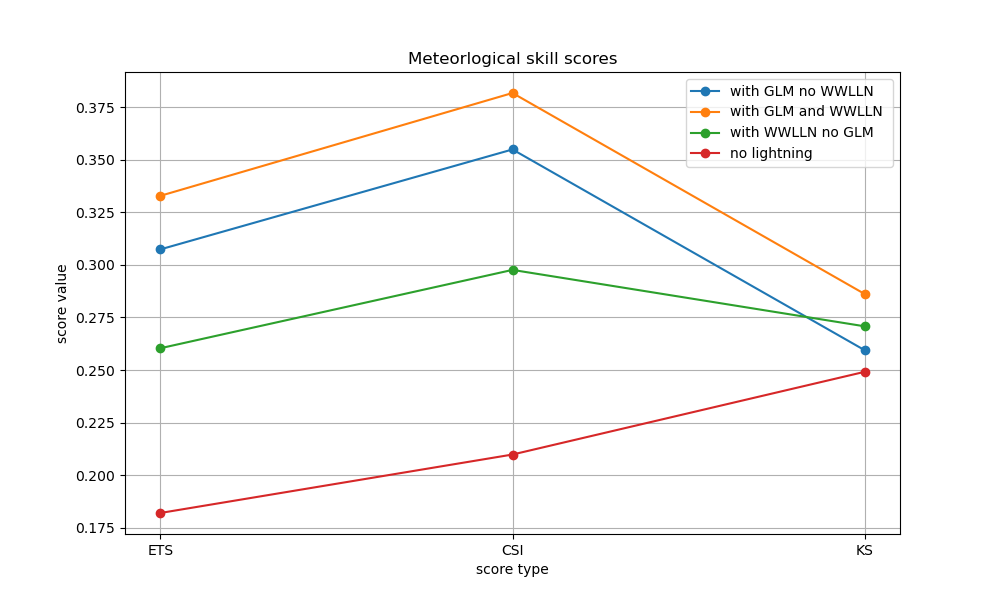 Meteorlogical skill scores
with GLM no WWLLN
with GLM and WWLLN
with WWLLN no GLM
no lightning
score value
0.375
0.350
0.325
0.300
0.275
0.250
0.225
0.200
0.175
ETS CSI KS
score type